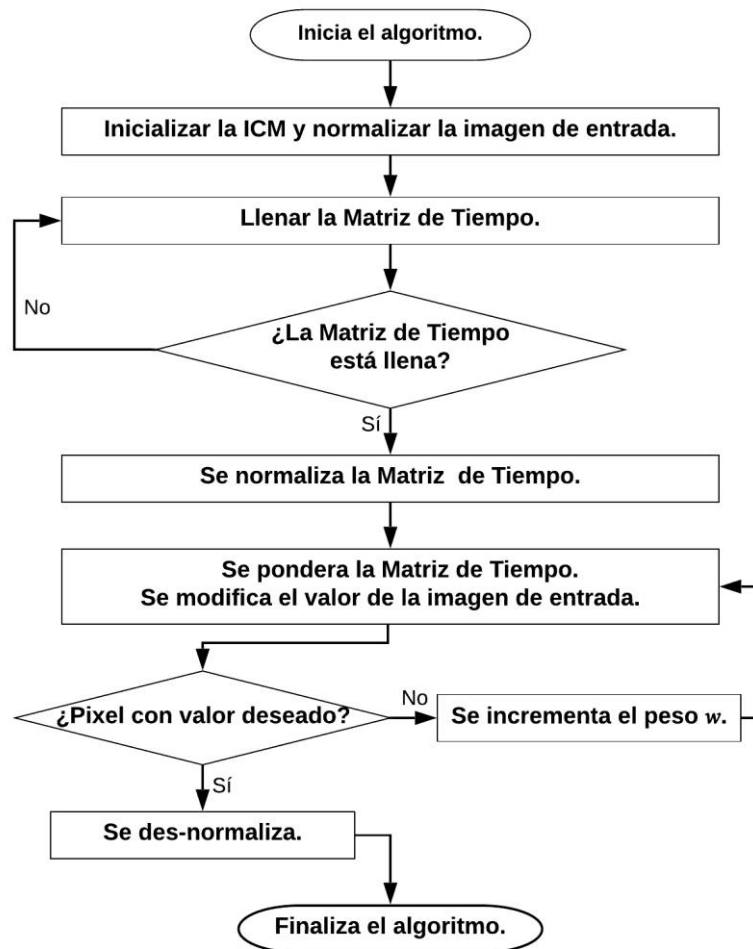 Inicia el algoritmo.
Inicializar la ICM y normalizar la imagen de entrada.
Llenar la Matriz de Tiempo.
No
¿La Matriz de Tiempo
está llena?
Sí
Se normaliza la Matriz de Tiempo.
Se pondera la Matriz de Tiempo.
Se modifica el valor de la imagen de entrada.
¿Pixel con valor deseado?
No
Se incrementa el peso w.
Sí
Se des-normaliza.
Finaliza el algoritmo.